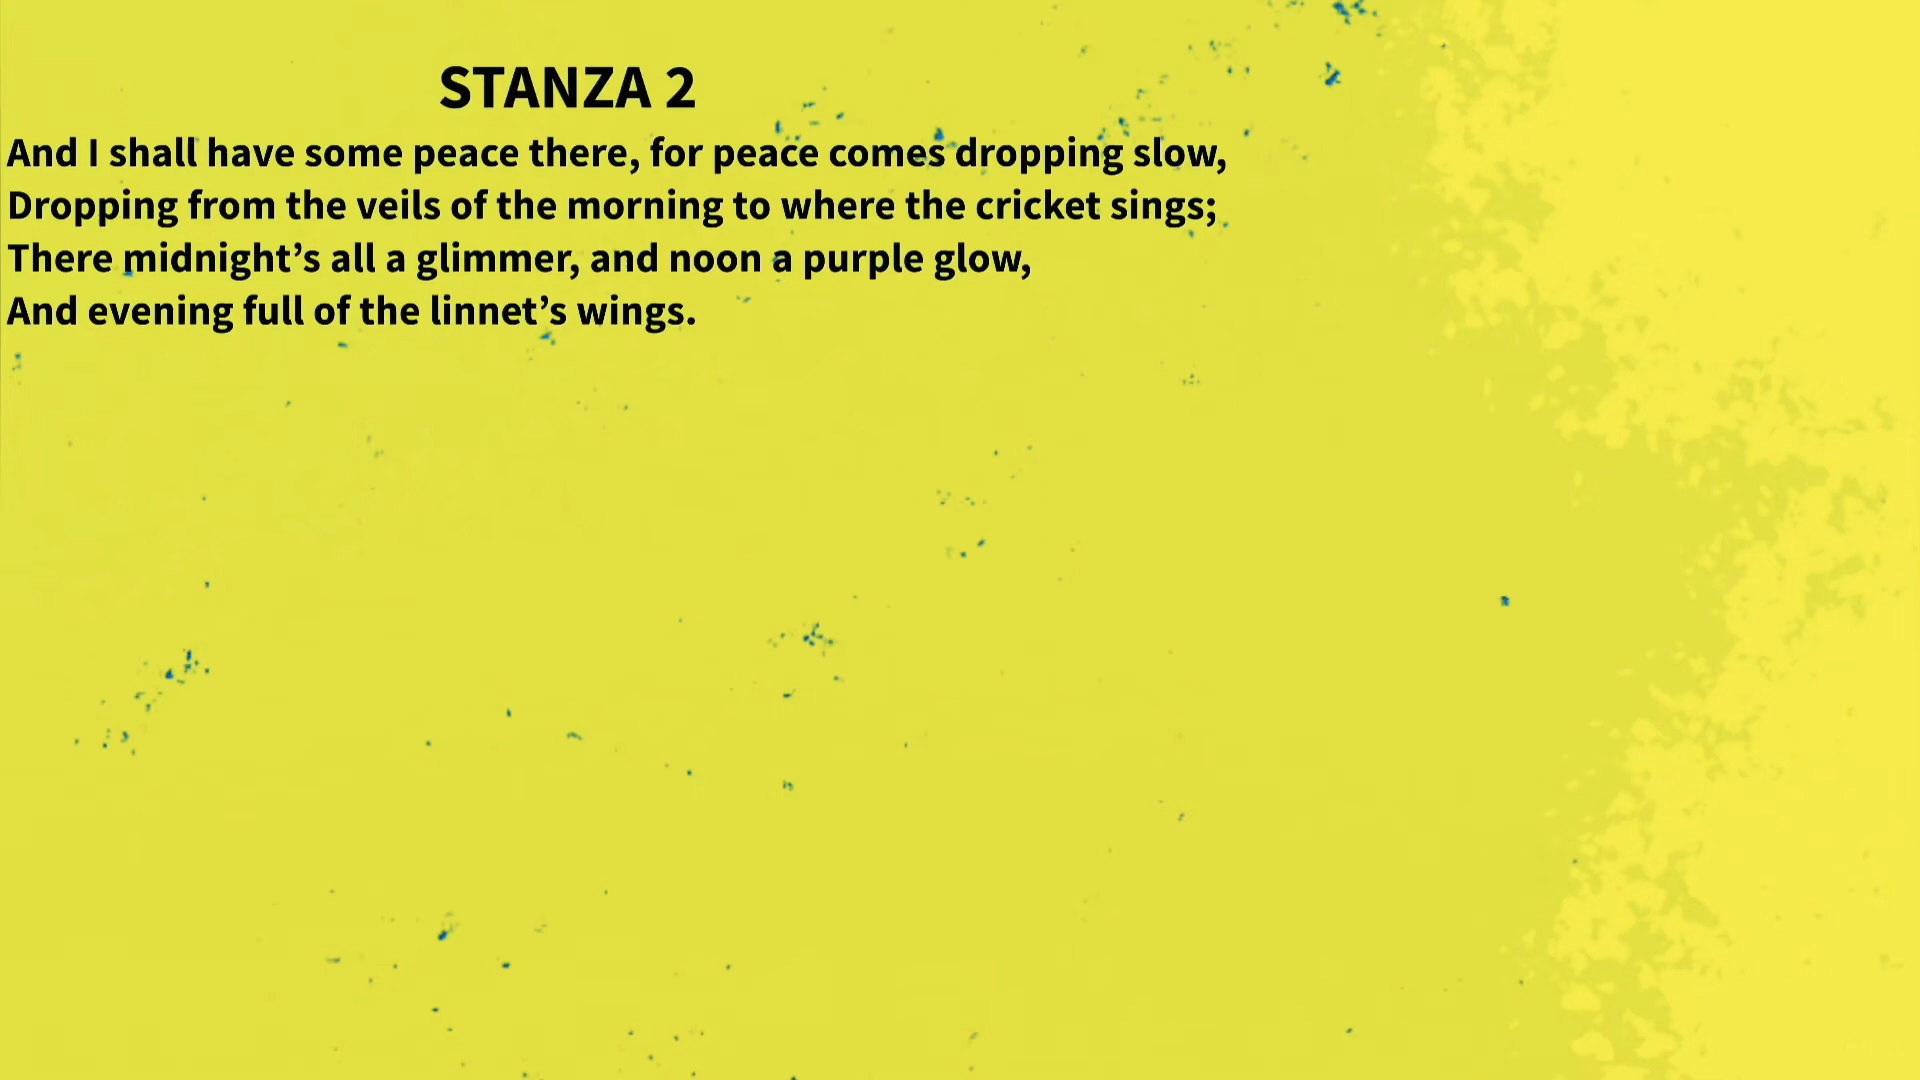 STANZA 2
And I shall have some peace there, for peace comes dropping slow,
Dropping from the veils of the morning to where the cricket sings;
There midnight’s all a glimmer, and noon a purple glow,
And evening full of the linnet’s wings.